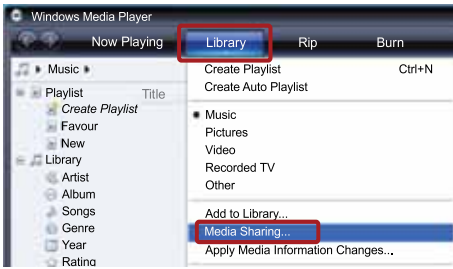 Windows Media Player
Now Playing Library Rip Burn
Music
Playlist Title
Create Playlist
Favour
New
Library
Artist
Album
Songs
Genre
Year
Rating
Create Playlist Ctrl+N
Create Auto Playlist
Music
Pictures
Video
Recorded TV
Other
Add to Library...
Media Sharing...
Apply Media Information Changes...